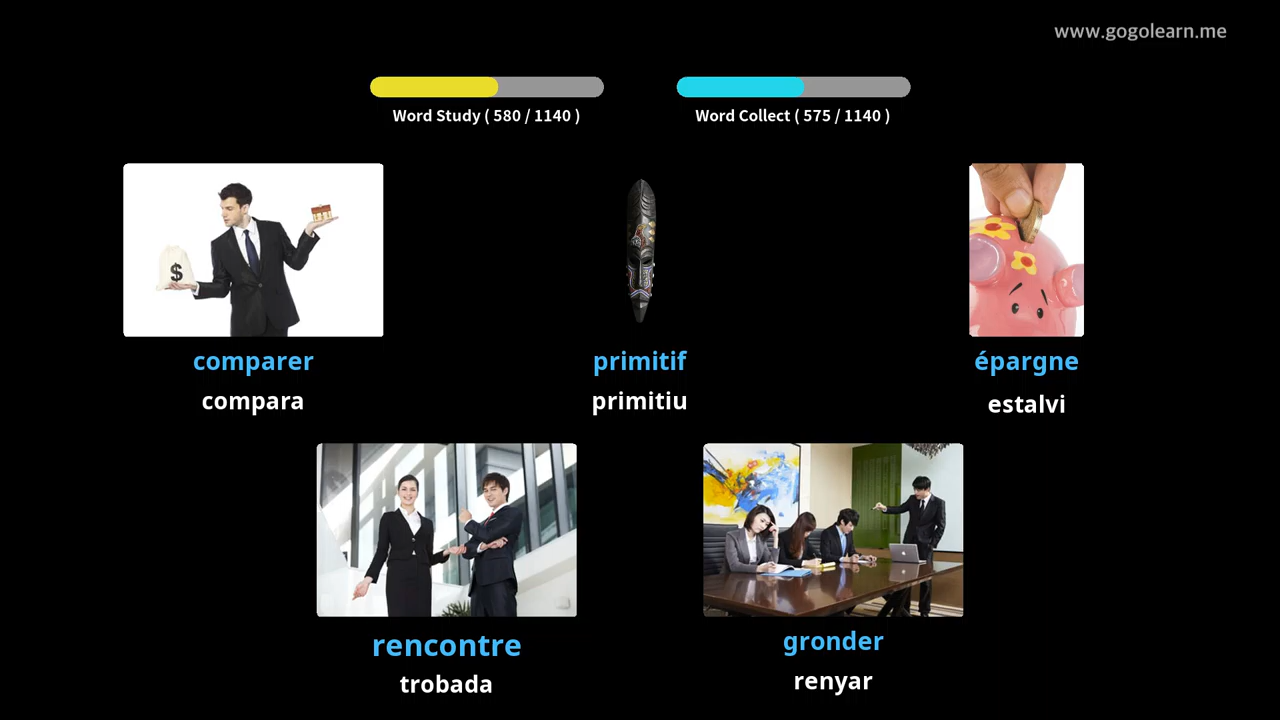 www.gogolearn.me
Word Study ( 580 / 1140 )
Word Collect ( 575 / 1140 )
$
comparer
compara
primitif
primitiu
épargne
estalvi
rencontre
trobada
gronder
renyar